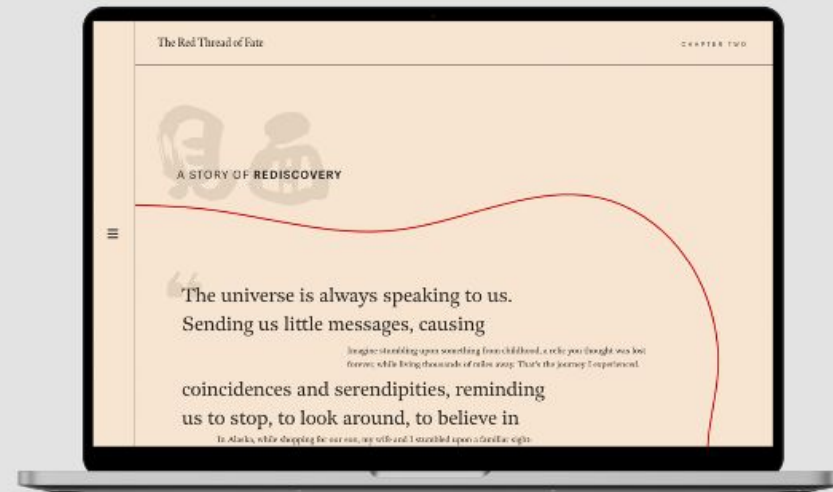 The Red Thread of Fate
CHAPTER TWO
見面
A STORY OF REDISCOVERY
“
The universe is always speaking to us.
Sending us little messages, causing
Imagine stumbling upon something from childhood, a relic you thought was lost
forever, while living thousands of miles away. That's the journey I experienced.
coincidences and serendipities, reminding
us to stop, to look around, to believe in
In Alaska, while shopping for our son, my wife and I stumbled upon a familiar sight: